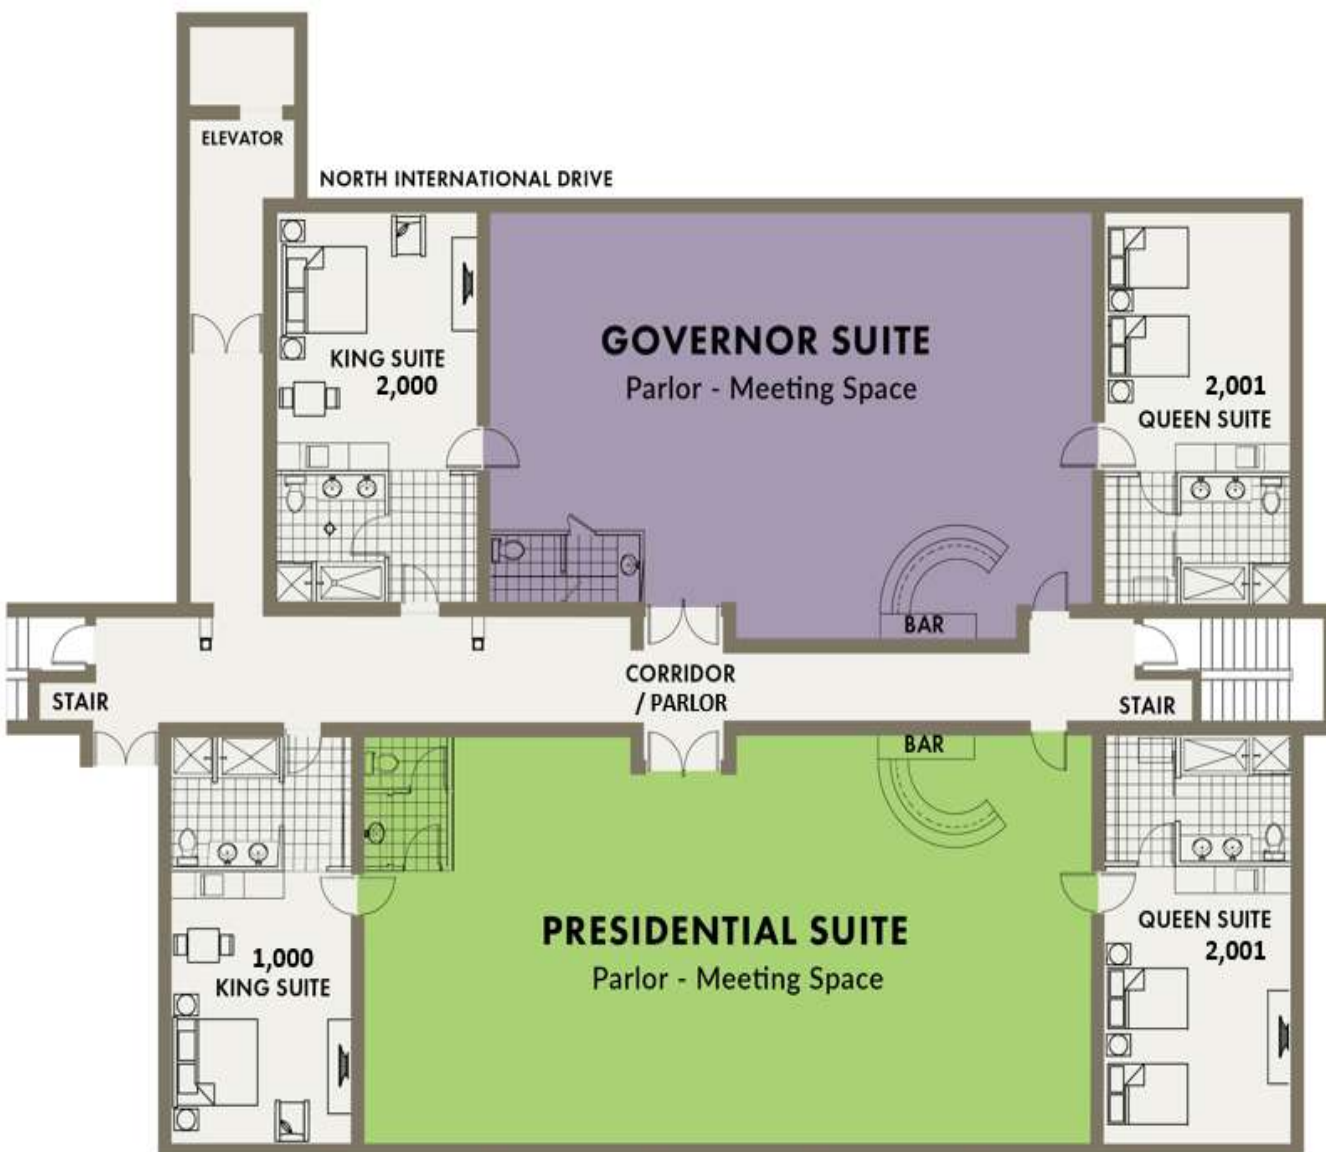 ELEVATOR
NORTH INTERNATIONAL DRIVE
KING SUITE
2,000
GOVERNOR SUITE
Parlor - Meeting Space
2,001
QUEEN SUITE
BAR
STAIR
CORRIDOR
/ PARLOR
STAIR
BAR
1,000
KING SUITE
PRESIDENTIAL SUITE
Parlor - Meeting Space
QUEEN SUITE
2,001